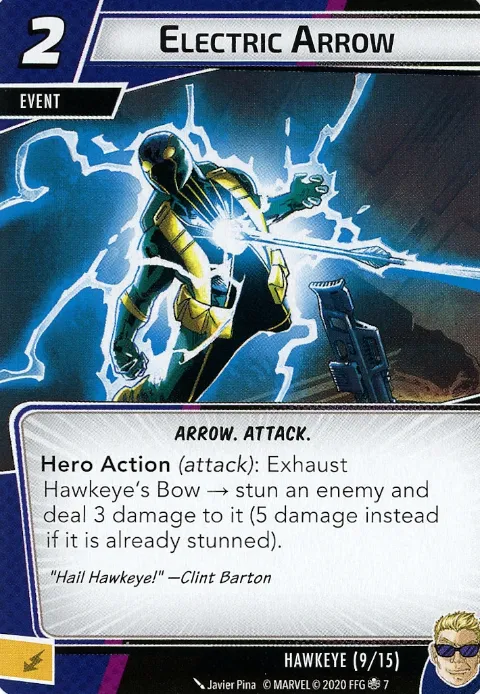 2
ELECTRIC ARROW
EVENT
ARROW. ATTACK.
Hero Action (attack): Exhaust
Hawkeye's Bow → stun an enemy and
deal 3 damage to it (5 damage instead
if it is already stunned).
"Hail Hawkeye!" —Clint Barton
HAWKEYE (9/15)
Javier Pina © MARVEL © 2020 FFG 7